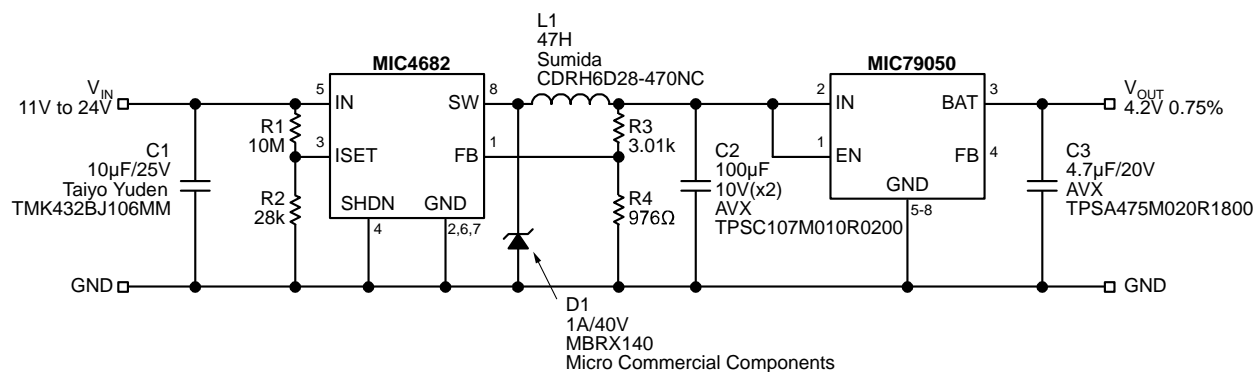 L1
47H
Sumida
CDRH6D28-470NC
MIC4682
MIC79050
VIN
11V to 24V
5
IN
SW
8
R1
10M
3
ISET
FB
1
R3
3.01k
C1
10µF/25V
Taiyo Yuden
TMK432BJ106MM
R2
28k
SHDN
GND
4
2,6,7
R4
976Ω
C2
100µF
10V(x2)
AVX
TPSC107M010R0200
2
IN
BAT
3
1
EN
FB
4
GND
5-8
VOUT
4.2V 0.75%
C3
4.7µF/20V
AVX
TPSA475M020R1800
GND
GND
D1
1A/40V
MBRX140
Micro Commercial Components